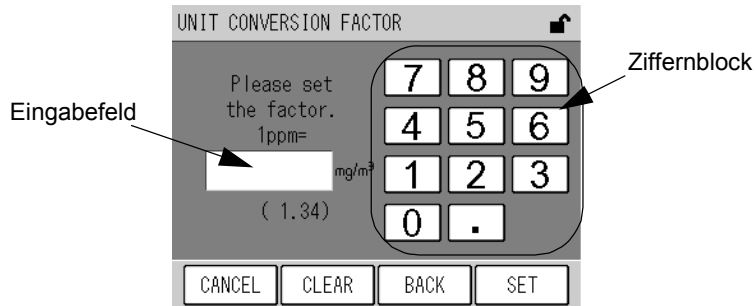 UNIT CONVERSION FACTOR
Ziffernblock
Eingabefeld
Please set
the factor.
1ppm=
mg/m³
( 1.34)
7 8 9
4 5 6
1 2 3
0 .
CANCEL CLEAR BACK SET